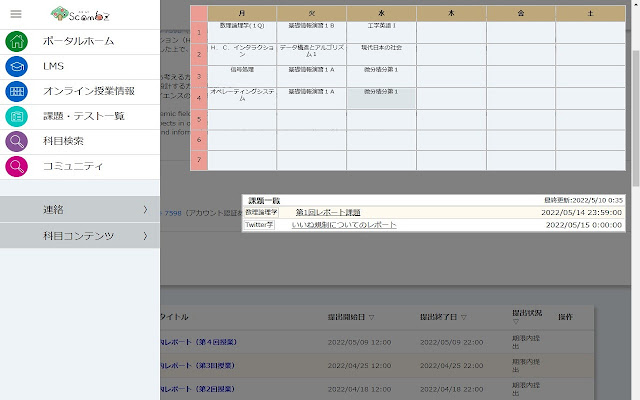 ScombZ
ポータルホーム
LMS
オンライン授業情報
課題・テスト一覧
科目検索
コミュニティ
連絡
科目コンテンツ
月 火 水 木 金 土
1 数理論理学(１Q) 基礎情報演習１Ｂ 工学英語Ⅰ
2 Ｈ．Ｃ．インタラクション データ構造とアルゴリズム１ 現代日本の社会
3 信号処理 基礎情報演習１Ａ 微分積分第１
4 オペレーティングシステム 基礎情報演習１Ａ 微分積分第１
5
6
7
課題一覧 最終更新:2022/5/10 0:35
数理論理学 第1回レポート課題 2022/05/14 23:59:00
Twitter学 いいね規制についてのレポート 2022/05/15 0:00:00
7598（アカウント認証
タイトル 提出開始日 ▽ 提出終了日 ▽ 提出状況 ▽ 操作
レポート（第４回授業） 2022/05/09 12:00 2022/05/09 22:00 期限内提出
レポート（第3回授業） 2022/04/25 12:00 2022/04/25 22:00 期限内提出
レポート（第2回授業） 2022/04/18 12:00 2022/04/18 22:00 期限内提出